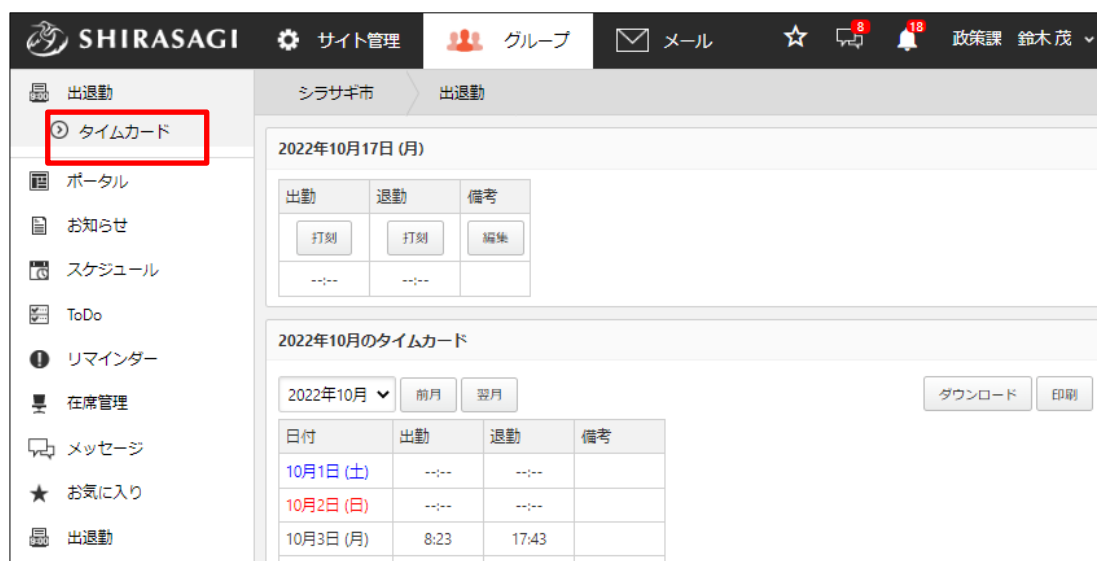 SHIRASAGI サイト管理 グループ メール 8 18 政策課 鈴木 茂
出退勤
タイムカード
ポータル
お知らせ
スケジュール
ToDo
リマインダー
在席管理
メッセージ
お気に入り
出退勤
シラサギ市 出退勤
2022年10月17日 (月)
出勤 退勤 備考
打刻 打刻 編集
--:-- --:--
2022年10月のタイムカード
2022年10月 前月 翌月 ダウンロード 印刷
日付 出勤 退勤 備考
10月1日 (土) --:-- --:--
10月2日 (日) --:-- --:--
10月3日 (月) 8:23 17:43